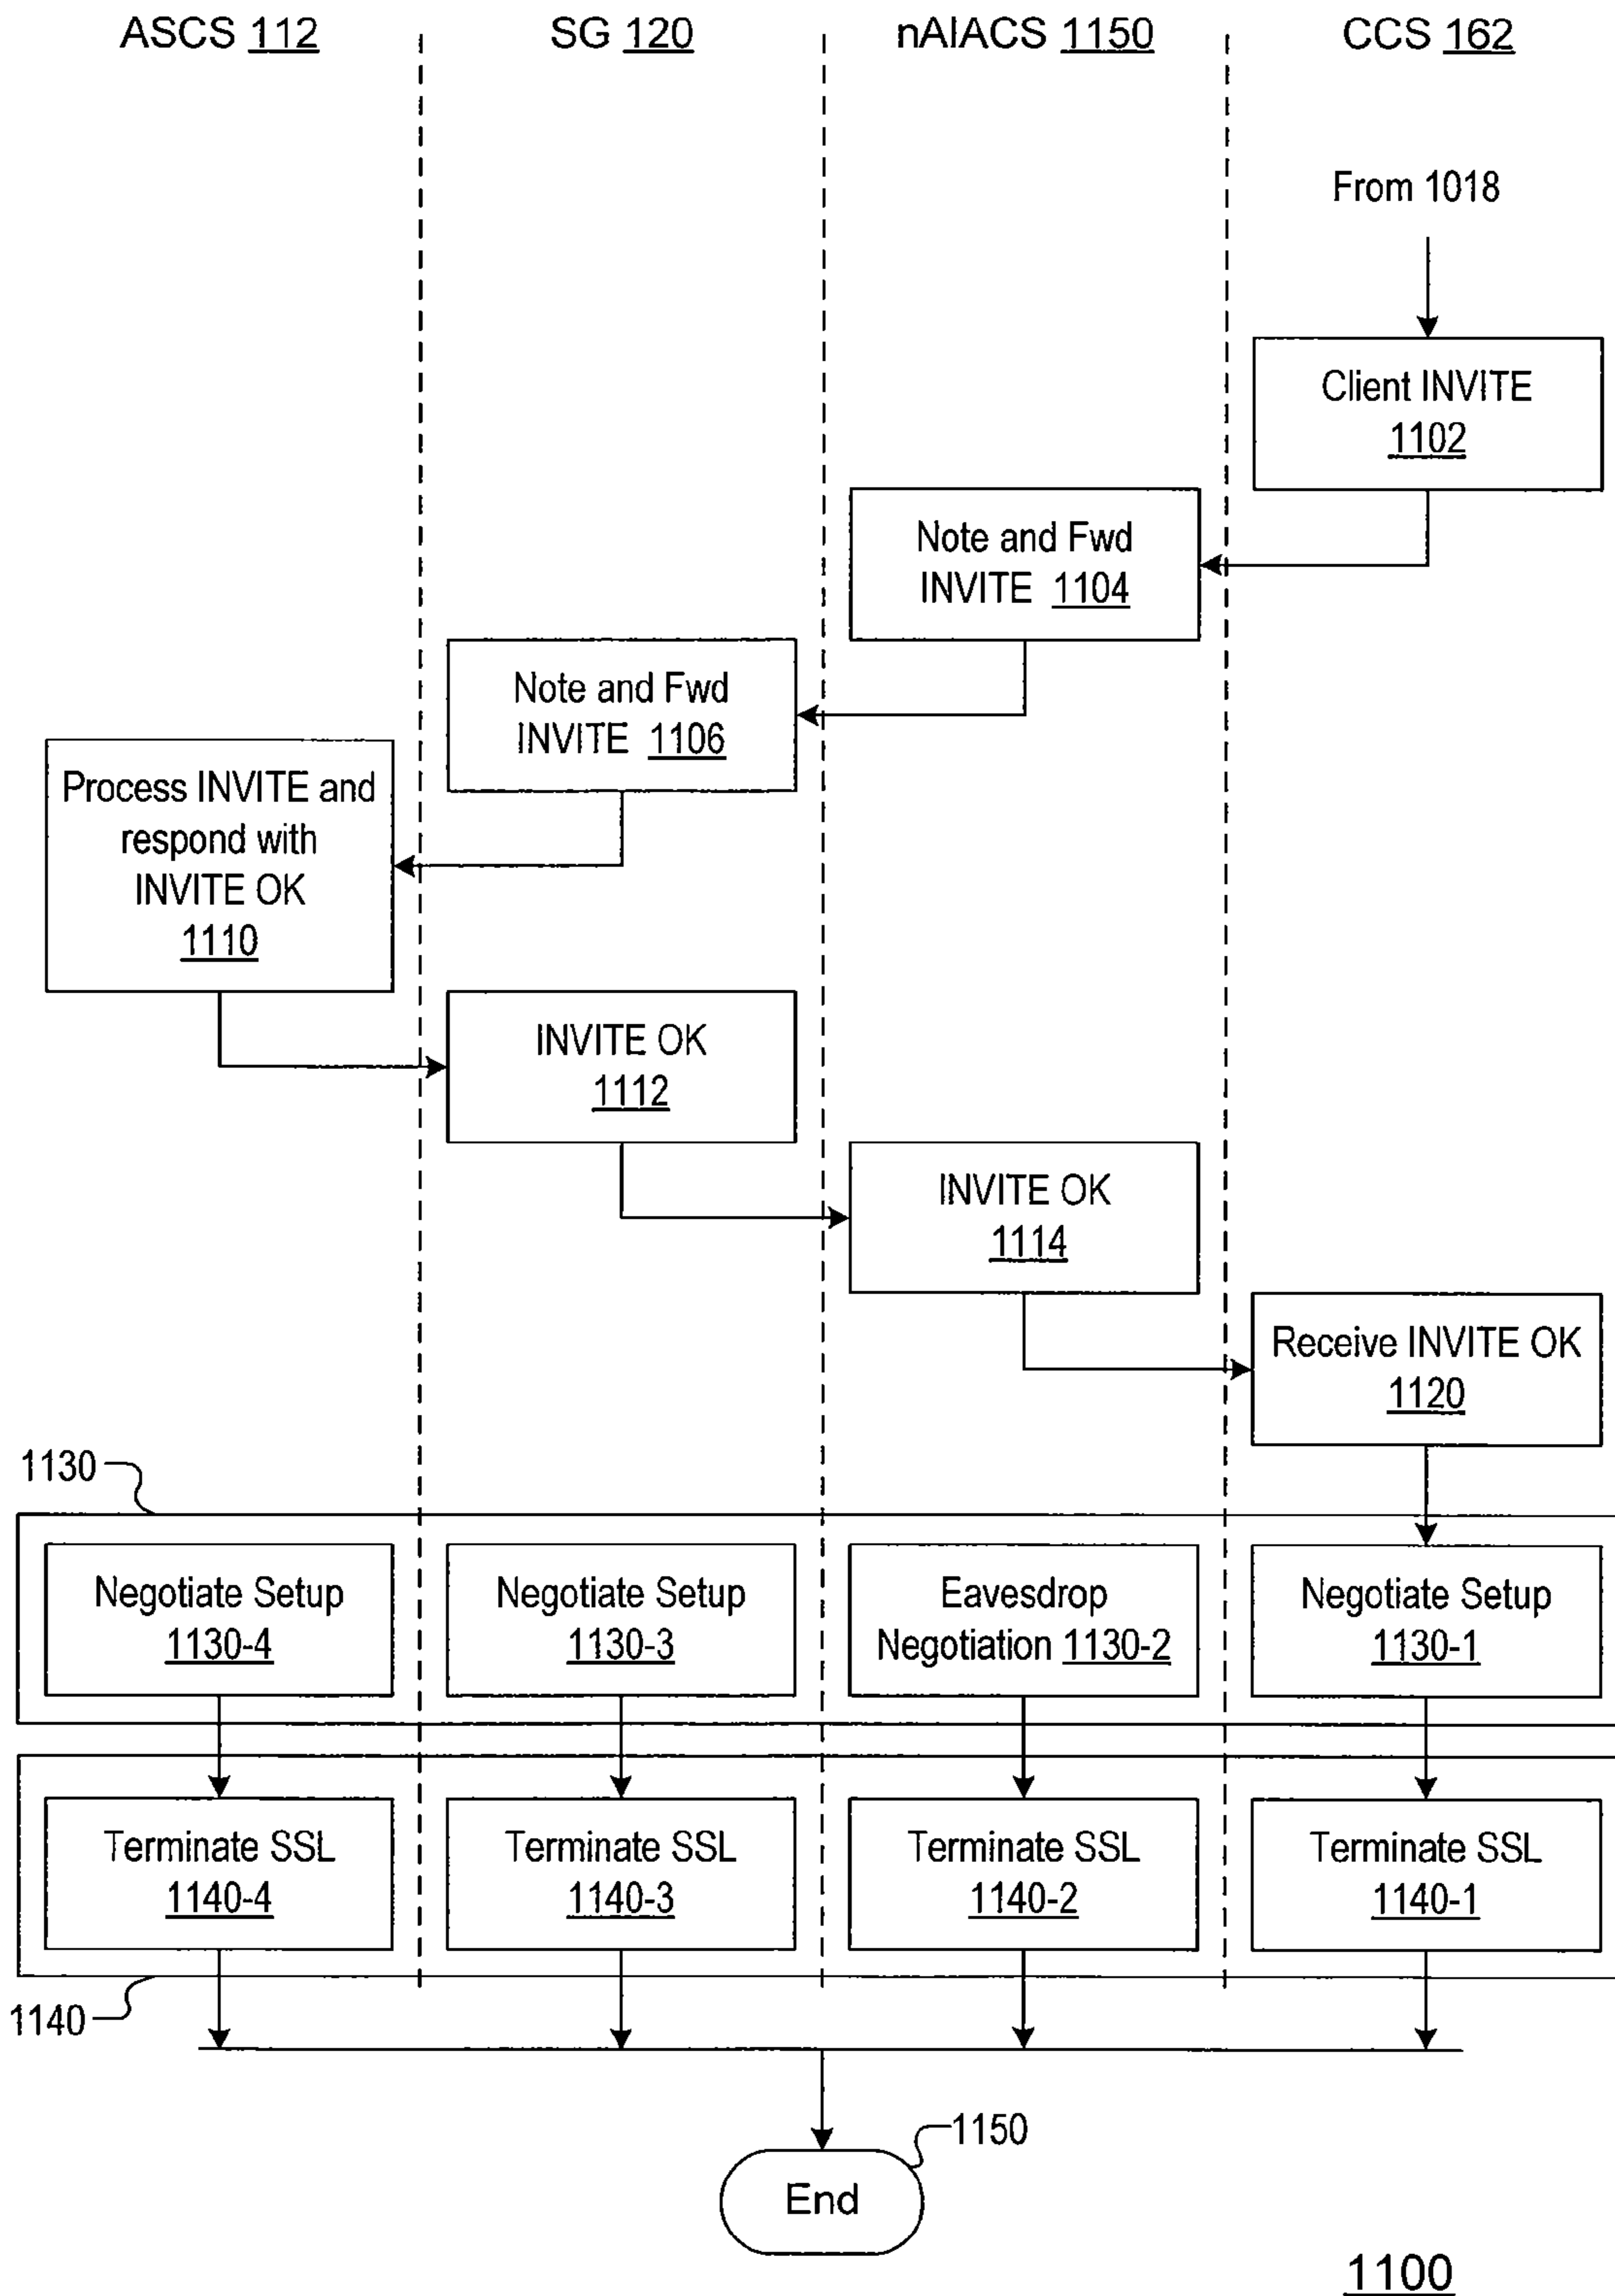 ASCS 112
SG 120
nAIACS 1150
CCS 162
From 1018
Client INVITE
1102
Note and Fwd
INVITE 1104
Note and Fwd
INVITE 1106
Process INVITE and
respond with
INVITE OK
1110
INVITE OK
1112
INVITE OK
1114
Receive INVITE OK
1120
1130
Negotiate Setup
1130-4
Negotiate Setup
1130-3
Eavesdrop
Negotiation 1130-2
Negotiate Setup
1130-1
Terminate SSL
1140-4
Terminate SSL
1140-3
Terminate SSL
1140-2
Terminate SSL
1140-1
1140
1150
End
1100